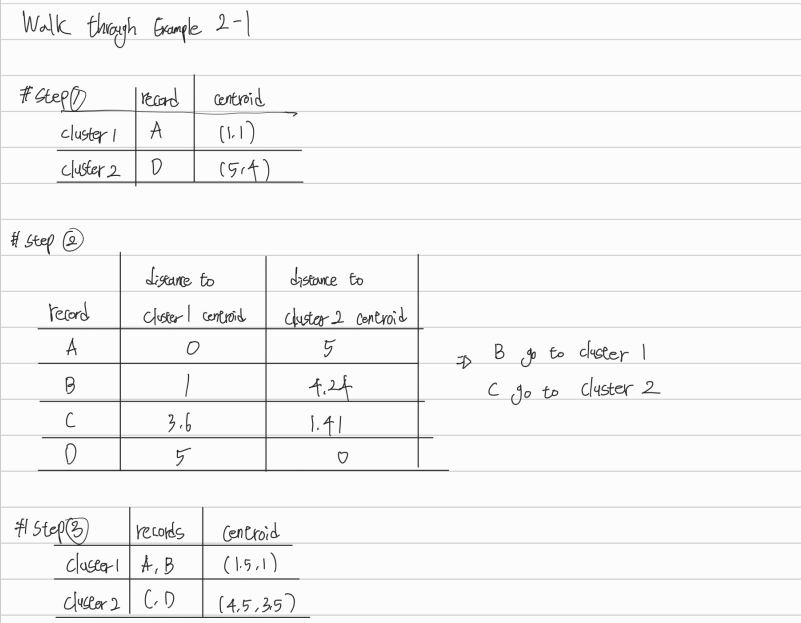 Walk through Example 2-1
# Step ① record centroid
cluster 1 A (1,1)
cluster 2 D (5,4)
# step ②
distance to distance to
record cluster 1 centroid cluster 2 centroid
A 0 5
B 1 4.24
C 3.6 1.41
D 5 0
⇒ B go to cluster 1
C go to cluster 2
# Step ③ records centroid
cluster 1 A, B (1.5, 1)
cluster 2 C, D (4.5, 3.5)